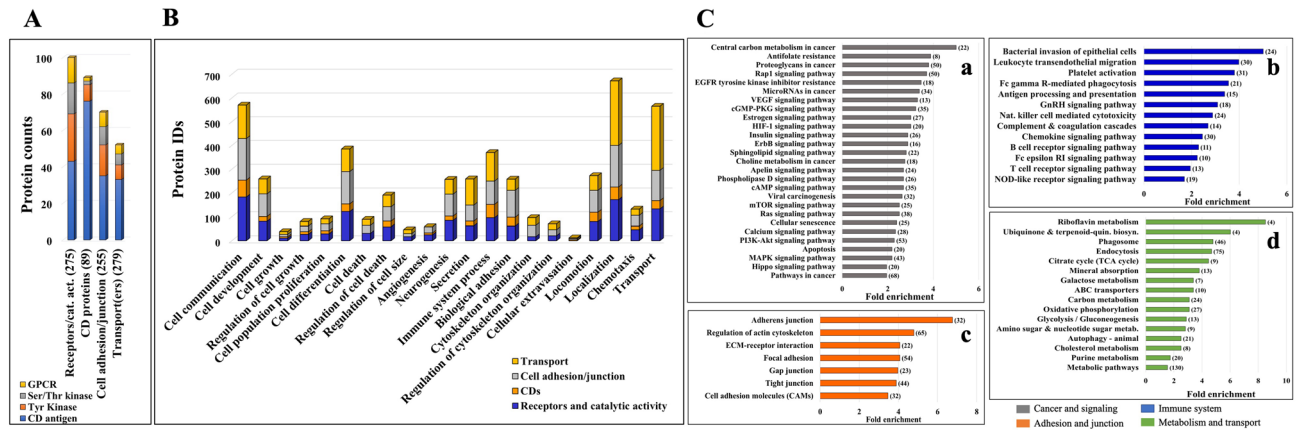 A
Protein counts
100
80
60
40
20
0
Receptors/cat. act. (275)
CD proteins (89)
Cell adhesion/junction (255)
Transport(ers) (279)
GPCR
Ser/Thr kinase
Tyr Kinase
CD antigen
B
Protein IDs
700
600
500
400
300
200
100
0
Cell communication
Cell development
Cell growth
Regulation of cell growth
Cell population proliferation
Cell differentiation
Cell death
Regulation of cell death
Regulation of cell size
Angiogenesis
Neurogenesis
Secretion
Immune system process
Biological adhesion
Cytoskeleton organization
Regulation of cytoskeleton organization
Cellular extravasation
Locomotion
Localization
Chemotaxis
Transport
Transport
Cell adhesion/junction
CDs
Receptors and catalytic activity
C
a
Central carbon metabolism in cancer (22)
Antifolate resistance (8)
Proteoglycans in cancer (50)
Rap1 signaling pathway (50)
EGFR tyrosine kinase inhibitor resistance (18)
MicroRNAs in cancer (34)
VEGF signaling pathway (13)
cGMP-PKG signaling pathway (35)
Estrogen signaling pathway (27)
HIF-1 signaling pathway (20)
Insulin signaling pathway (26)
ErbB signaling pathway (16)
Sphingolipid signaling pathway (22)
Choline metabolism in cancer (18)
Apelin signaling pathway (24)
Phospholipase D signaling pathway (26)
cAMP signaling pathway (35)
Viral carcinogenesis (32)
mTOR signaling pathway (25)
Ras signaling pathway (38)
Cellular senescence (25)
Calcium signaling pathway (28)
PI3K-Akt signaling pathway (53)
Apoptosis (20)
MAPK signaling pathway (43)
Hippo signaling pathway (20)
Pathways in cancer (68)
0 1 2 3 4 5 6
Fold enrichment
b
Bacterial invasion of epithelial cells (24)
Leukocyte transendothelial migration (30)
Platelet activation (31)
Fc gamma R-mediated phagocytosis (21)
Antigen processing and presentation (15)
GnRH signaling pathway (18)
Nat. killer cell mediated cytotoxicity (24)
Complement & coagulation cascades (14)
Chemokine signaling pathway (30)
B cell receptor signaling pathway (11)
Fc epsilon RI signaling pathway (10)
T cell receptor signaling pathway (13)
NOD-like receptor signaling pathway (19)
0 2 4 6
Fold enrichment
c
Adherens junction (32)
Regulation of actin cytoskeleton (65)
ECM-receptor interaction (22)
Focal adhesion (54)
Gap junction (23)
Tight junction (44)
Cell adhesion molecules (CAMs) (32)
0 2 4 6 8
Fold enrichment
d
Riboflavin metabolism (4)
Ubiquinone & terpenoid-quin. biosyn. (4)
Phagosome (46)
Endocytosis (75)
Citrate cycle (TCA cycle) (9)
Mineral absorption (13)
Galactose metabolism (7)
ABC transporters (10)
Carbon metabolism (24)
Oxidative phosphorylation (27)
Glycolysis / Gluconeogenesis (13)
Amino sugar & nucleotide sugar metab. (9)
Autophagy - animal (21)
Cholesterol metabolism (8)
Purine metabolism (20)
Metabolic pathways (130)
0 2 4 6 8 10
Fold enrichment
Cancer and signaling
Immune system
Adhesion and junction
Metabolism and transport